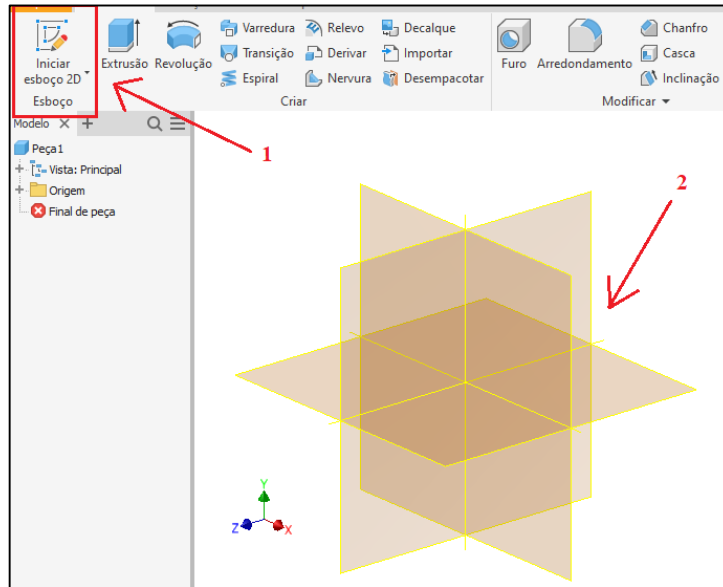 Iniciar
esboço 2D
Esboço
Extrusão
Revolução
Varredura
Relevo
Decalque
Transição
Derivar
Importar
Espiral
Nervura
Desempacotar
Criar
Furo
Arredondamento
Chanfro
Casca
Inclinação
Modificar
Modelo
Peça1
Vista: Principal
Origem
Final de peça
1
2
Y
Z
X